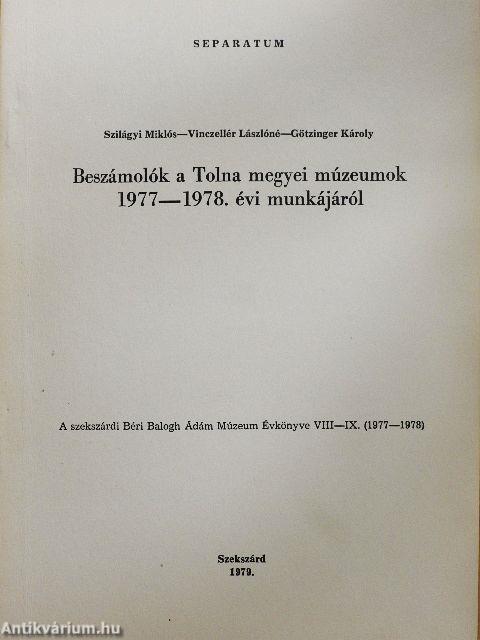 SEPARATUM
Szilágyi Miklós—Vinczellér Lászlóné—Götzinger Károly
Beszámolók a Tolna megyei múzeumok
1977—1978. évi munkájáról
A szekszárdi Béri Balogh Ádám Múzeum Évkönyve VIII—IX. (1977—1978)
Szekszárd
1979.
Antikvárium.hu